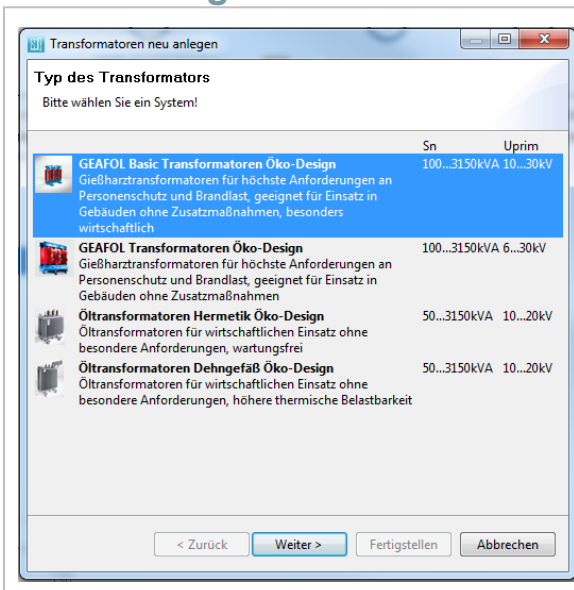 Transformatoren neu anlegen
Typ des Transformators
Bitte wählen Sie ein System!
Sn Uprim
GEAFOL Basic Transformatoren Öko-Design 100...3150kVA 10...30kV
Gießharztransformatoren für höchste Anforderungen an
Personenschutz und Brandlast, geeignet für Einsatz in
Gebäuden ohne Zusatzmaßnahmen, besonders
wirtschaftlich
GEAFOL Transformatoren Öko-Design 100...3150kVA 6...30kV
Gießharztransformatoren für höchste Anforderungen an
Personenschutz und Brandlast, geeignet für Einsatz in
Gebäuden ohne Zusatzmaßnahmen
Öltransformatoren Hermetik Öko-Design 50...3150kVA 10...20kV
Öltransformatoren für wirtschaftlichen Einsatz ohne
besondere Anforderungen, wartungsfrei
Öltransformatoren Dehngefäß Öko-Design 50...3150kVA 10...20kV
Öltransformatoren für wirtschaftlichen Einsatz ohne
besondere Anforderungen, höhere thermische Belastbarkeit
< Zurück Weiter > Fertigstellen Abbrechen